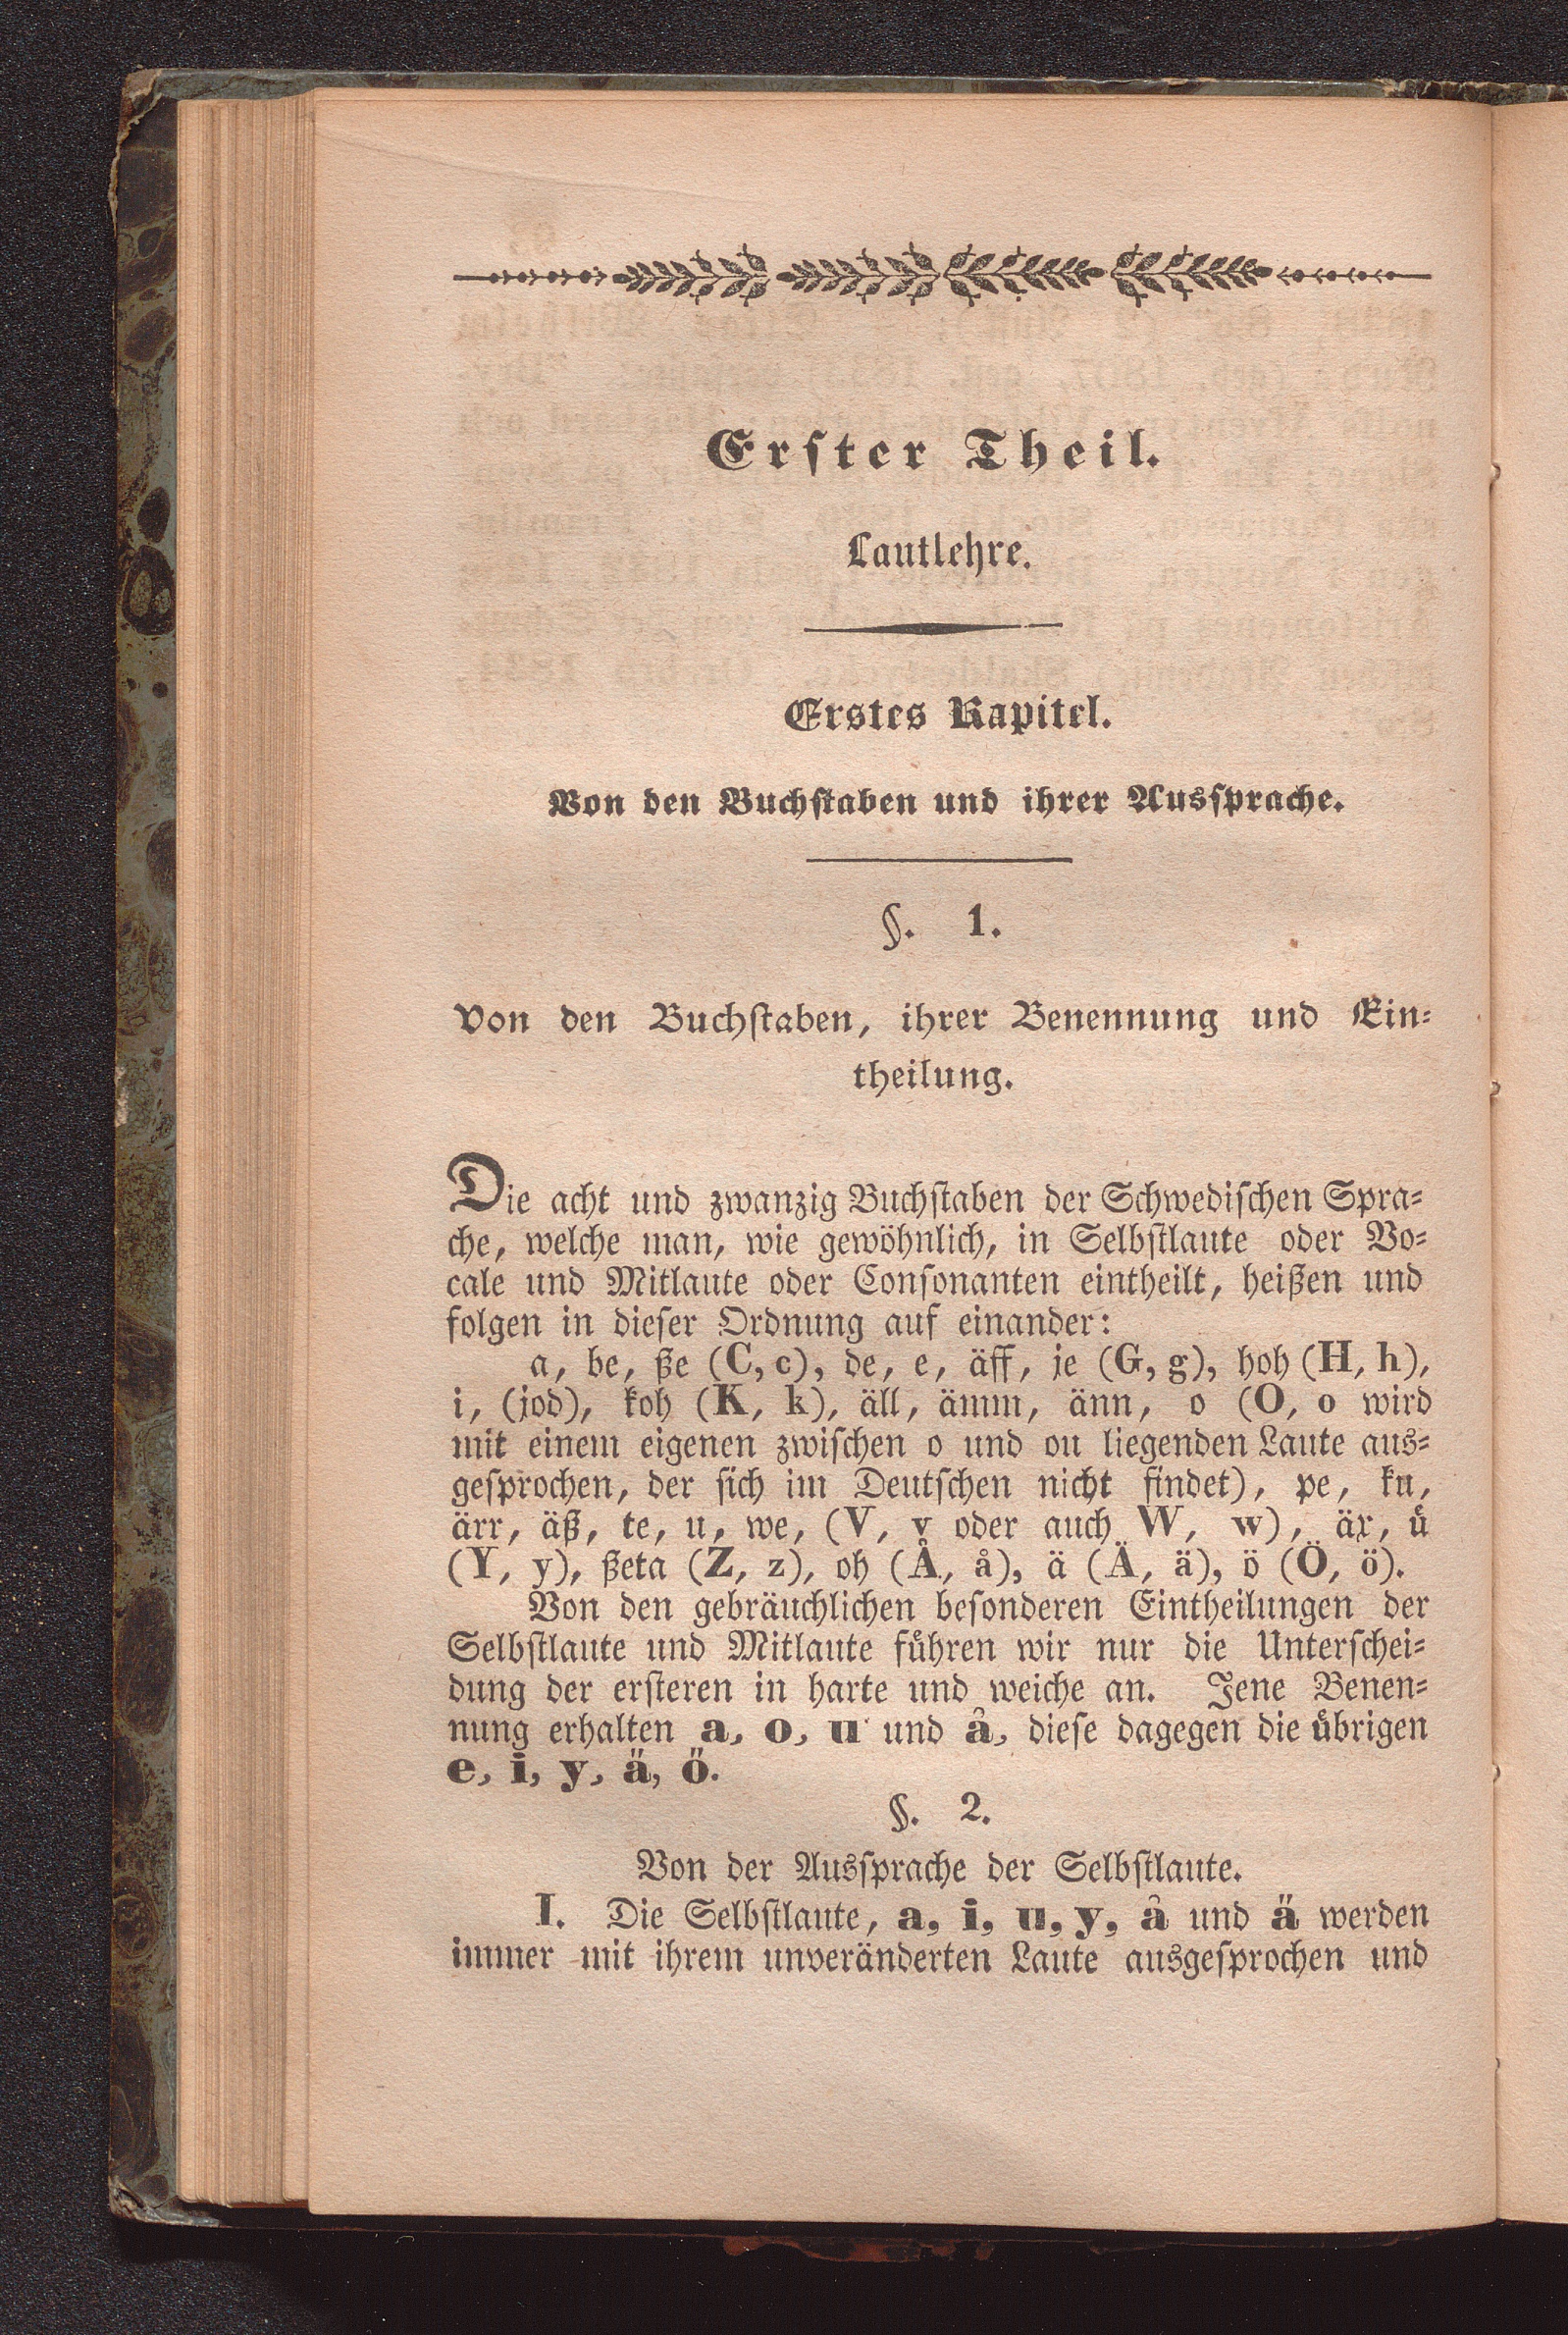 Erſter Theil.
Lautlehre.
Erstes Kapitel.
Von den Buchſtaben und ihrer Ausſprache.
§. 1.
Von den Buchſtaben, ihrer Benennung und Ein⸗
theilung.
Die acht und zwanzig Buchſtaben der Schwediſchen Spra⸗
che, welche man, wie gewöhnlich, in Selbſtlaute oder Vo⸗
cale und Mitlaute oder Conſonanten eintheilt, heißen und
folgen in dieſer Ordnung auf einander:
a, be, ße (C, c), de, e, äff, je (G, g), hoh (H, h),
i, (jod), koh (K, k), äll, ämm, änn, o (O, o wird
mit einem eigenen zwiſchen o und ou liegenden Laute aus⸗
geſprochen, der ſich im Deutſchen nicht findet), pe, ku,
ärr, äß, te, u, we, (V, v oder auch W, w), äx, uͤ
(Y, y), ßeta (Z, z), oh (Å, å), ä (Ä, ä), ö (Ö, ö).
Von den gebräuchlichen beſonderen Eintheilungen der
Selbſtlaute und Mitlaute fuͤhren wir nur die Unterſchei⸗
dung der erſteren in harte und weiche an. Jene Benen⸗
nung erhalten a, o, u und å, dieſe dagegen die uͤbrigen
e, i, y, ä, ö.
§. 2.
Von der Ausſprache der Selbſtlaute.
I. Die Selbſtlaute, a, i, u, y, å und ä werden
immer mit ihrem unveränderten Laute ausgeſprochen und